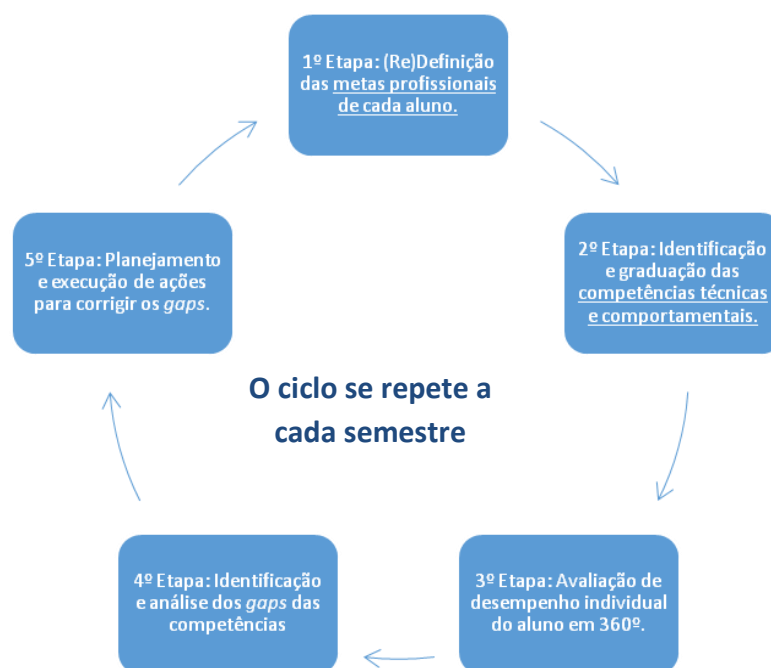 1º Etapa: (Re)Definição
das metas profissionais
de cada aluno.
2º Etapa: Identificação
e graduação das
competências técnicas
e comportamentais.
3º Etapa: Avaliação de
desempenho individual
do aluno em 360º.
4º Etapa: Identificação
e análise dos gaps das
competências
5º Etapa: Planejamento
e execução de ações
para corrigir os gaps.
O ciclo se repete a
cada semestre